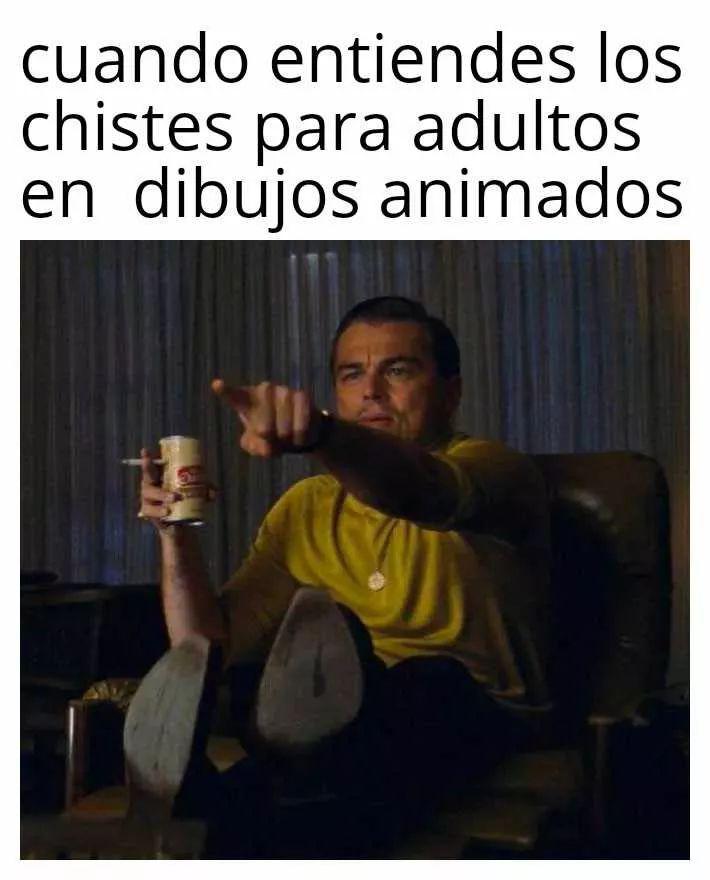 cuando entiendes los
chistes para adultos
en dibujos animados